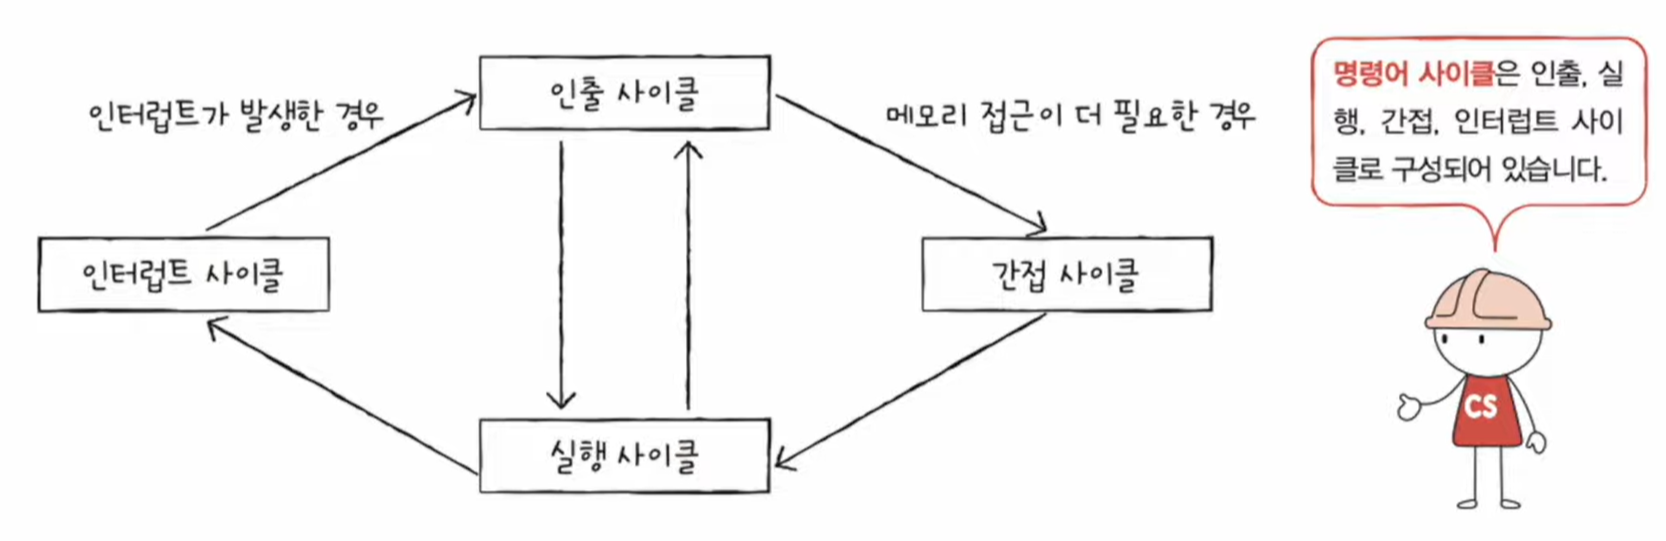 인출 사이클
인터럽트가 발생한 경우
메모리 접근이 더 필요한 경우
인터럽트 사이클
간접 사이클
실행 사이클
명령어 사이클은 인출, 실
행, 간접, 인터럽트 사이
클로 구성되어 있습니다.
CS